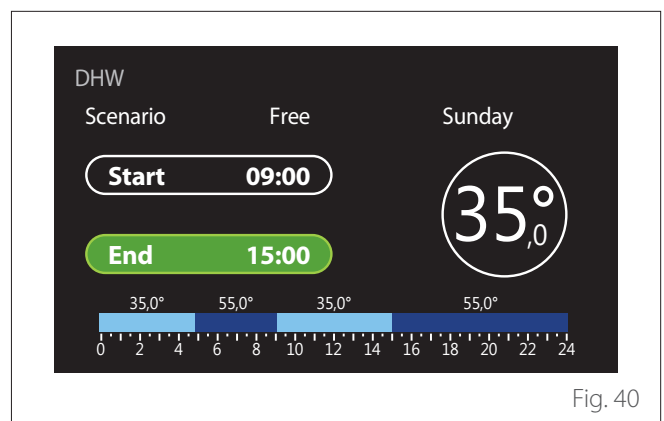 DHW
Scenario Free Sunday
Start 09:00
35,0°
End 15:00
35,0° 55,0° 35,0° 55,0°
0 2 4 6 8 10 12 14 16 18 20 22 24
Fig. 40